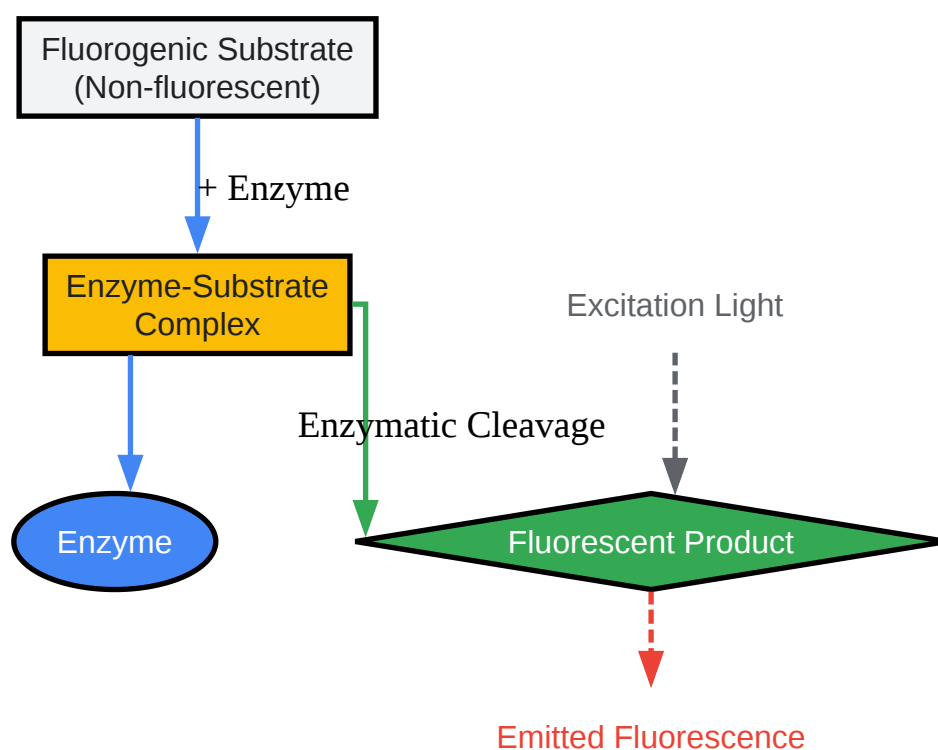 Fluorogenic Substrate
(Non-fluorescent)
+ Enzyme
Enzyme-Substrate
Complex
Excitation Light
Enzymatic Cleavage
Enzyme
Fluorescent Product
Emitted Fluorescence